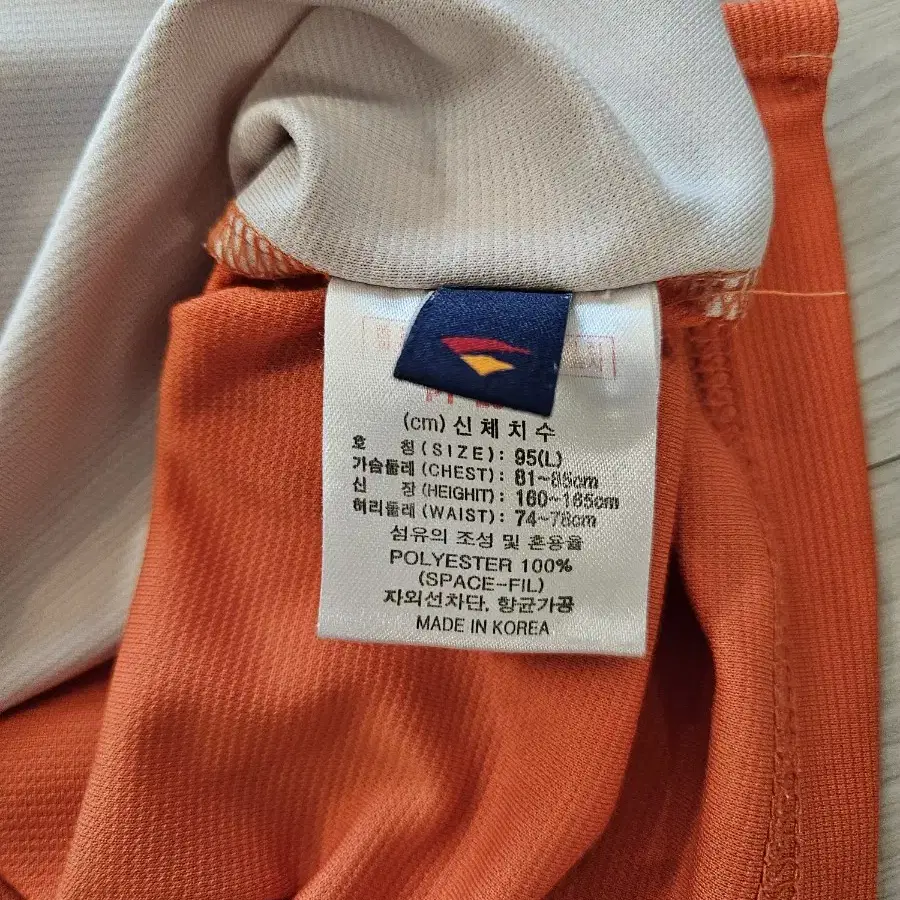 (cm) 신체치수
호 칭(SIZE): 95(L)
가슴둘레(CHEST): 81~85cm
신 장(HEIGHIT): 160~165cm
허리둘레(WAIST): 74~78cm
섬유의 조성 및 혼용율
POLYESTER 100%
(SPACE-FIL)
자외선차단, 항균가공
MADE IN KOREA